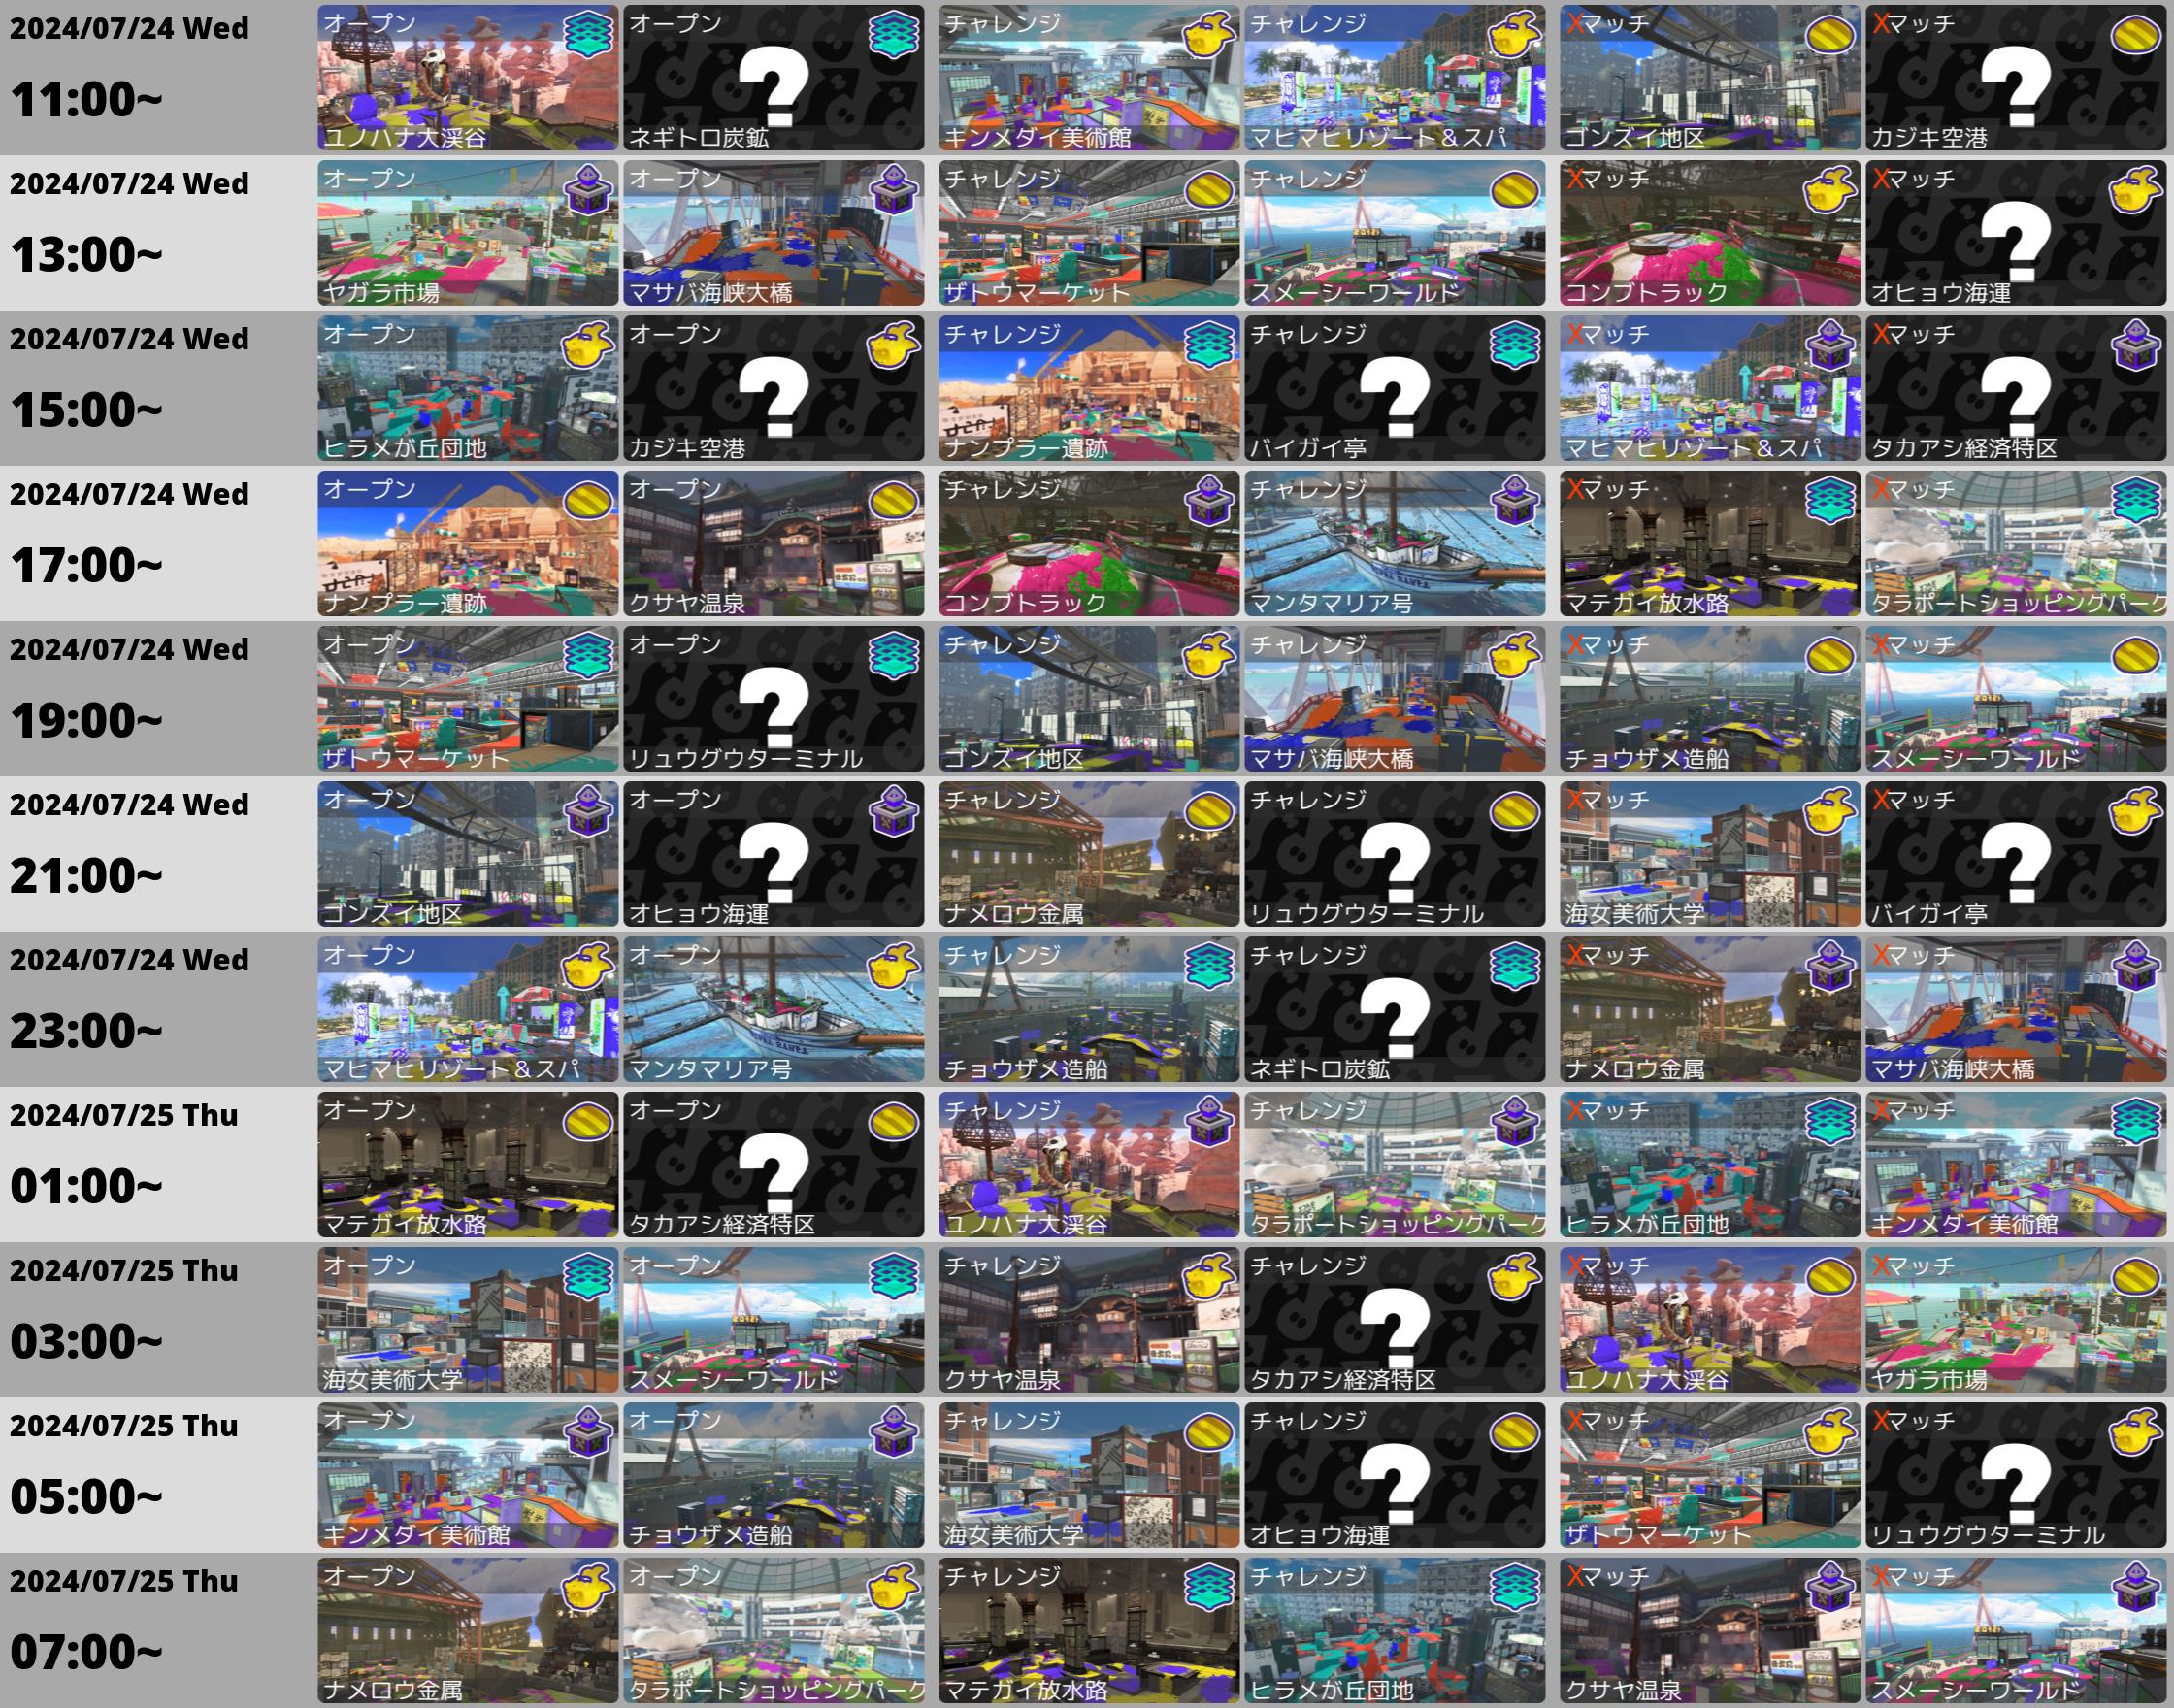 2024/07/24 Wed
11:00~
オープン
ユノハナ大渓谷
オープン
ネギトロ炭鉱
チャレンジ
キンメダイ美術館
チャレンジ
マヒマヒリゾート＆スパ
Xマッチ
ゴンズイ地区
Xマッチ
カジキ空港
2024/07/24 Wed
13:00~
オープン
ヤガラ市場
オープン
マサバ海峡大橋
チャレンジ
ザトウマーケット
チャレンジ
スメーシーワールド
Xマッチ
コンブトラック
Xマッチ
オヒョウ海運
2024/07/24 Wed
15:00~
オープン
ヒラメが丘団地
オープン
カジキ空港
チャレンジ
ナンプラー遺跡
チャレンジ
バイガイ亭
Xマッチ
マヒマヒリゾート＆スパ
Xマッチ
タカアシ経済特区
2024/07/24 Wed
17:00~
オープン
ナンプラー遺跡
オープン
クサヤ温泉
チャレンジ
コンブトラック
チャレンジ
マンタマリア号
Xマッチ
マテガイ放水路
Xマッチ
タラポートショッピングパーク
2024/07/24 Wed
19:00~
オープン
ザトウマーケット
オープン
リュウグウターミナル
チャレンジ
ゴンズイ地区
チャレンジ
マサバ海峡大橋
Xマッチ
チョウザメ造船
Xマッチ
スメーシーワールド
2024/07/24 Wed
21:00~
オープン
ゴンズイ地区
オープン
オヒョウ海運
チャレンジ
ナメロウ金属
チャレンジ
リュウグウターミナル
Xマッチ
海女美術大学
Xマッチ
バイガイ亭
2024/07/24 Wed
23:00~
オープン
マヒマヒリゾート＆スパ
オープン
マンタマリア号
チャレンジ
チョウザメ造船
チャレンジ
ネギトロ炭鉱
Xマッチ
ナメロウ金属
Xマッチ
マサバ海峡大橋
2024/07/25 Thu
01:00~
オープン
マテガイ放水路
オープン
タカアシ経済特区
チャレンジ
ユノハナ大渓谷
チャレンジ
タラポートショッピングパーク
Xマッチ
ヒラメが丘団地
Xマッチ
キンメダイ美術館
2024/07/25 Thu
03:00~
オープン
海女美術大学
オープン
スメーシーワールド
チャレンジ
クサヤ温泉
チャレンジ
タカアシ経済特区
Xマッチ
ユノハナ大渓谷
Xマッチ
ヤガラ市場
2024/07/25 Thu
05:00~
オープン
キンメダイ美術館
オープン
チョウザメ造船
チャレンジ
海女美術大学
チャレンジ
オヒョウ海運
Xマッチ
ザトウマーケット
Xマッチ
リュウグウターミナル
2024/07/25 Thu
07:00~
オープン
ナメロウ金属
オープン
タラポートショッピングパーク
チャレンジ
マテガイ放水路
チャレンジ
ヒラメが丘団地
Xマッチ
クサヤ温泉
Xマッチ
スメーシーワールド